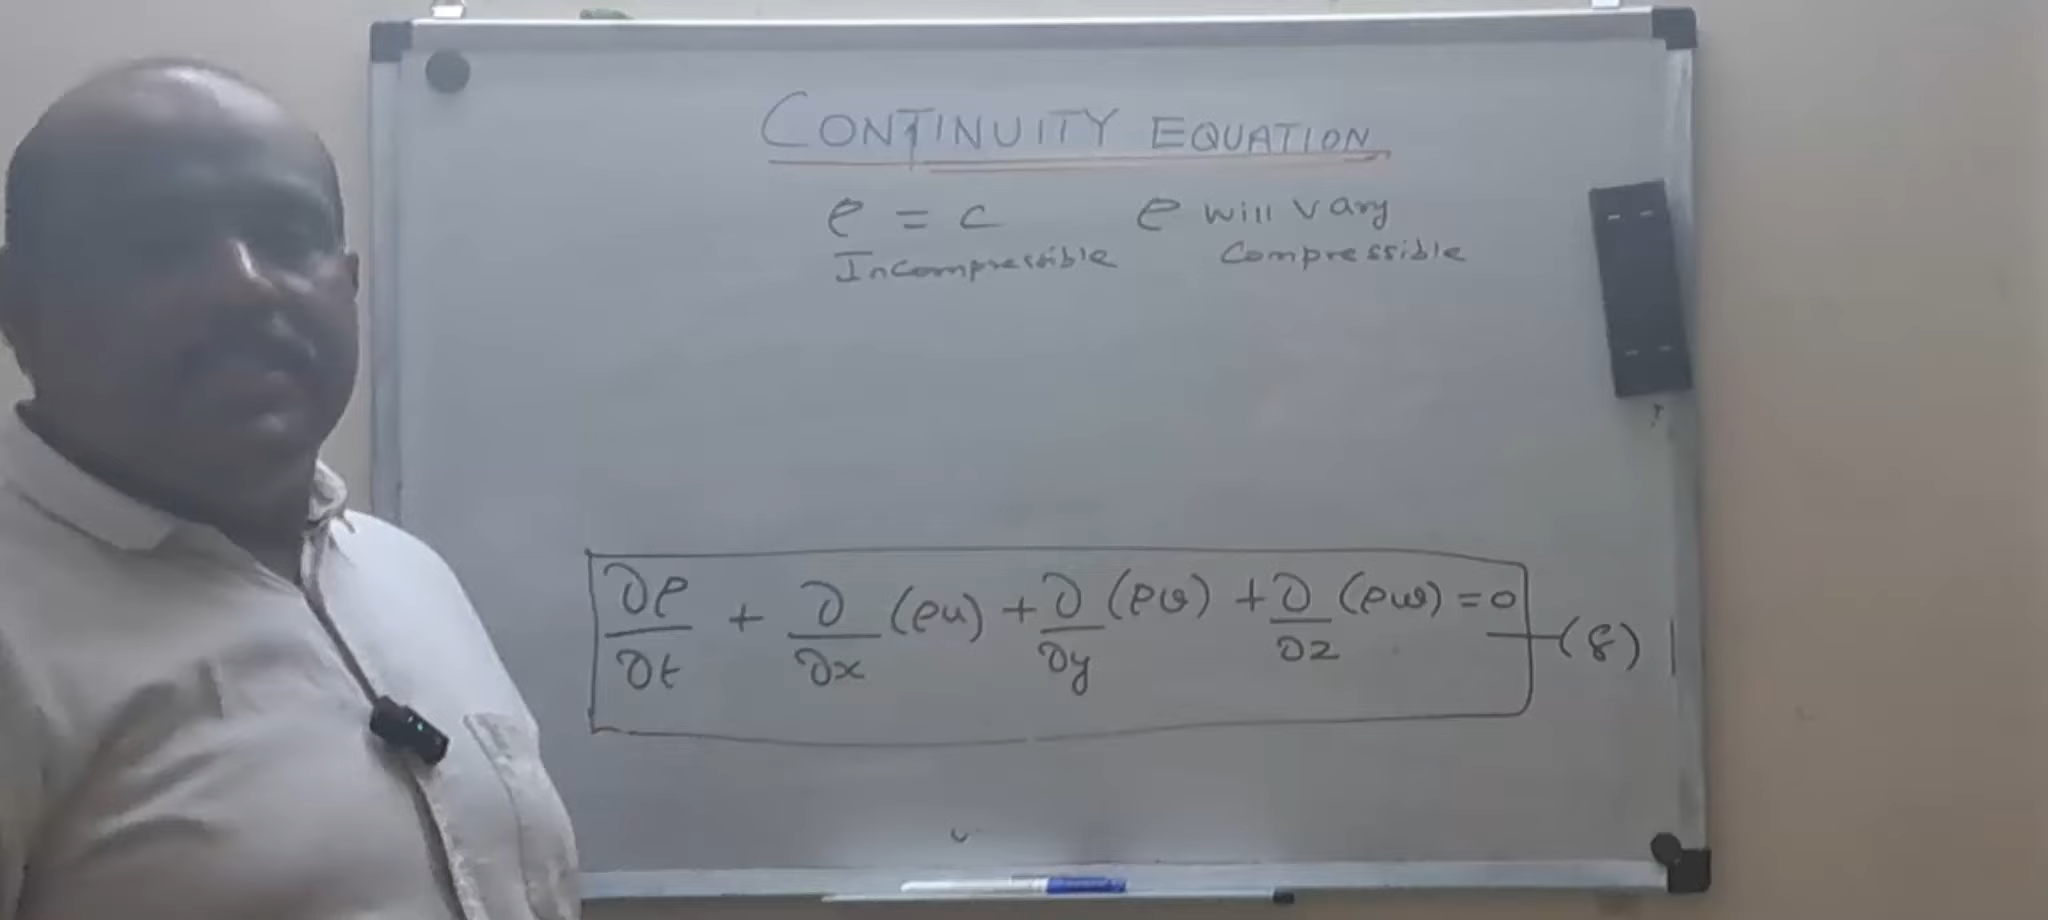 CONTINUITY EQUATION
ρ = c ρ will vary
Incompressible Compressible
∂ρ/∂t + ∂/∂x (ρu) + ∂/∂y (ρv) + ∂/∂z (ρw) = 0 —(8)